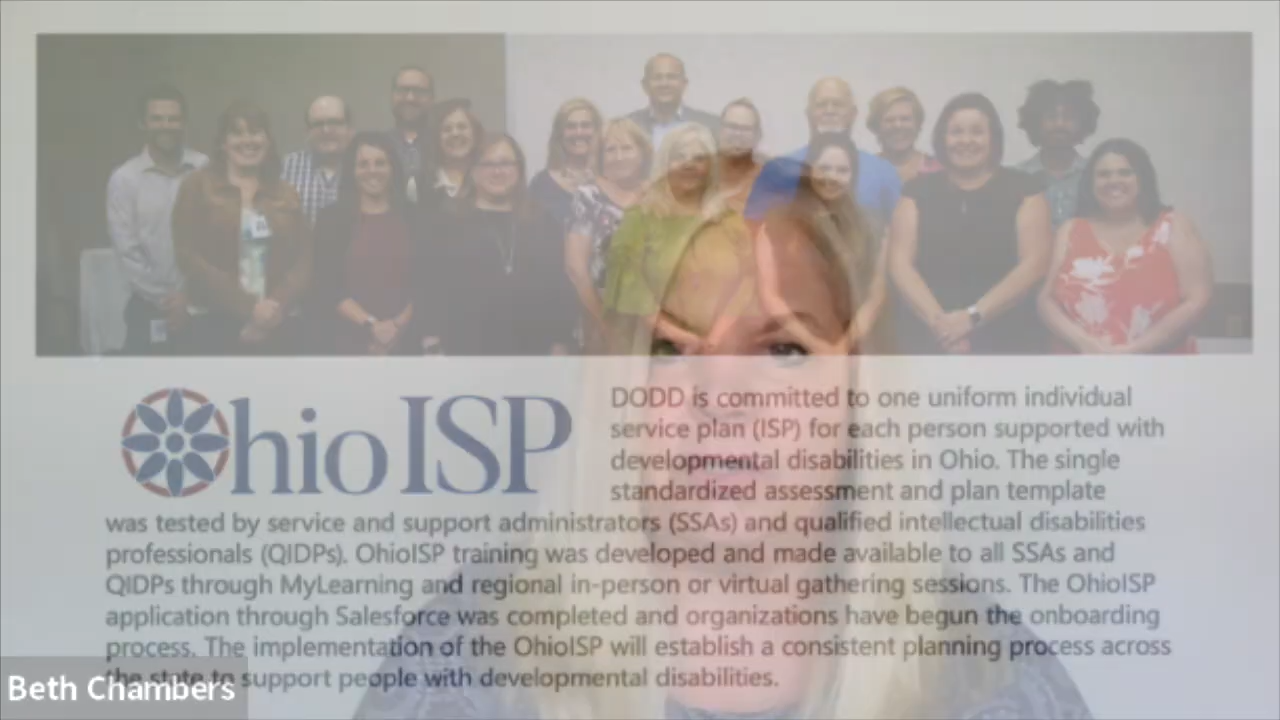 Ohio ISP
DODD is committed to one uniform individual
service plan (ISP) for each person supported with
developmental disabilities in Ohio. The single
standardized assessment and plan template
was tested by service and support administrators (SSAs) and qualified intellectual disabilities
professionals (QIDPs). OhioISP training was developed and made available to all SSAs and
QIDPs through MyLearning and regional in-person or virtual gathering sessions. The OhioISP
application through Salesforce was completed and organizations have begun the onboarding
process. The implementation of the OhioISP will establish a consistent planning process across
the state to support people with developmental disabilities.
Beth Chambers